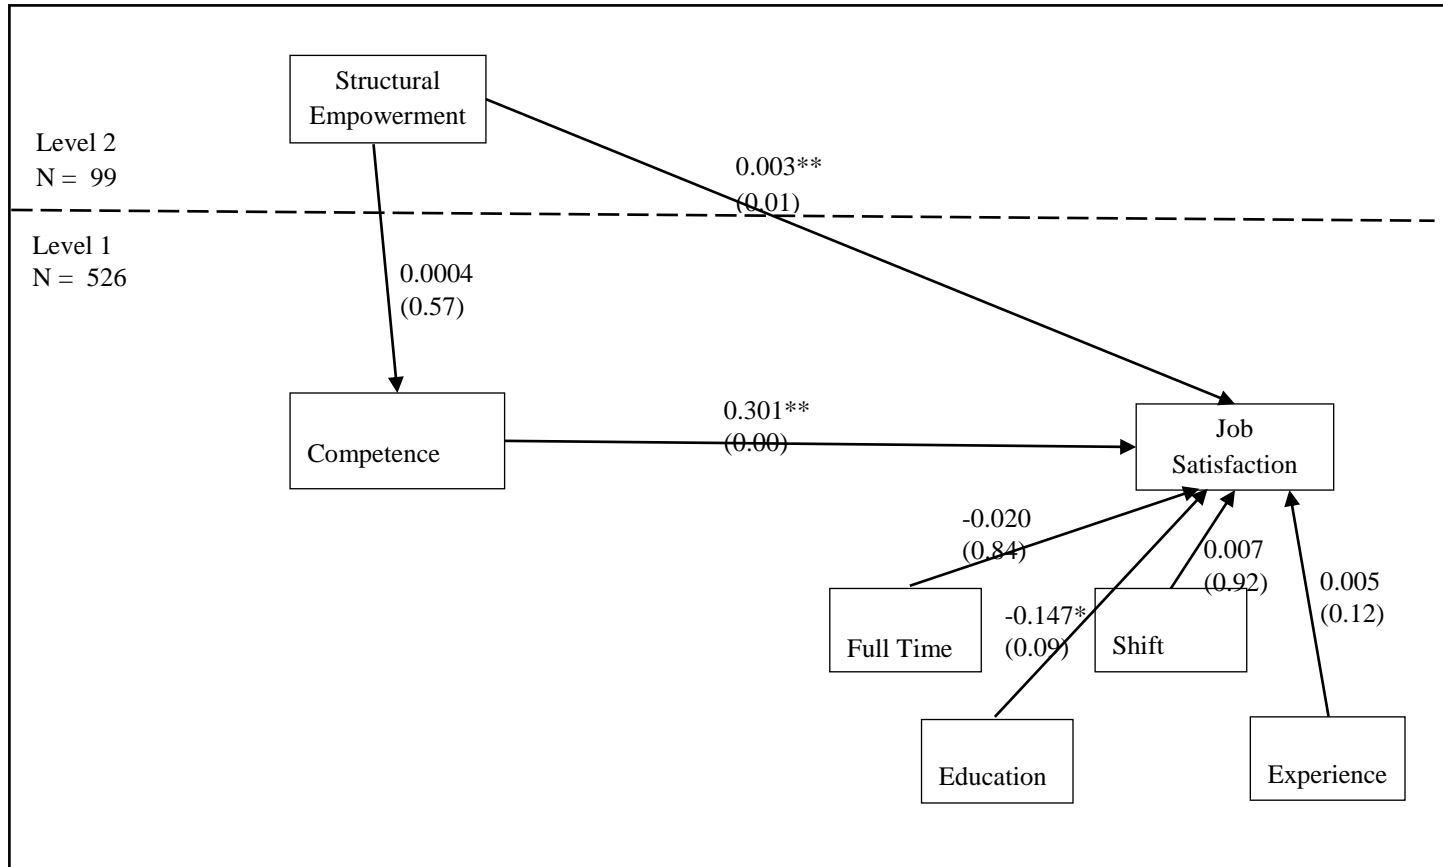 Structural
Empowerment
Level 2
N = 99
0.003**
(0.01)
Level 1
N = 526
0.0004
(0.57)
Competence
0.301**
(0.00)
Job
Satisfaction
-0.020
(0.84)
0.007
(0.92)
0.005
(0.12)
-0.147*
(0.09)
Full Time
Shift
Education
Experience